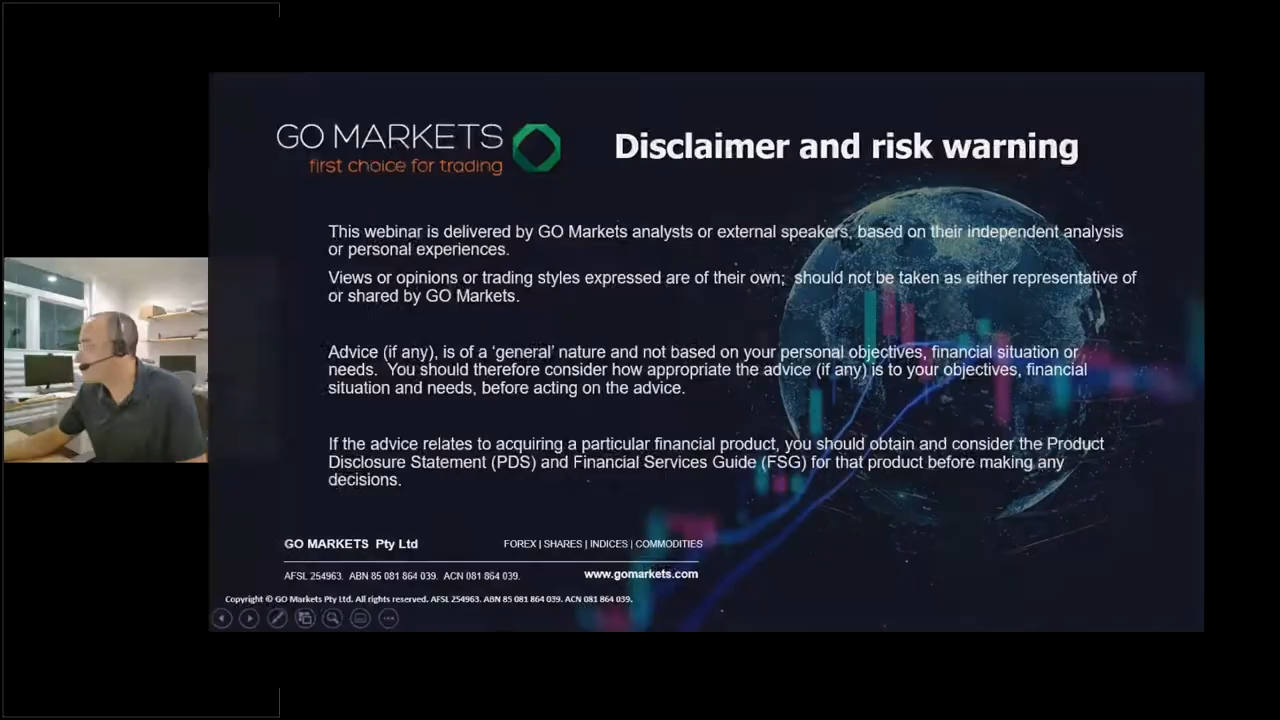 GO MARKETS
first choice for trading
Disclaimer and risk warning
This webinar is delivered by GO Markets analysts or external speakers, based on their independent analysis
or personal experiences.
Views or opinions or trading styles expressed are of their own;  should not be taken as either representative of
or shared by GO Markets.
Advice (if any), is of a ‘general’ nature and not based on your personal objectives, financial situation or
needs.  You should therefore consider how appropriate the advice (if any) is to your objectives, financial
situation and needs, before acting on the advice.
If the advice relates to acquiring a particular financial product, you should obtain and consider the Product
Disclosure Statement (PDS) and Financial Services Guide (FSG) for that product before making any
decisions.
GO MARKETS  Pty Ltd
FOREX | SHARES | INDICES | COMMODITIES
AFSL 254963.  ABN 85 081 864 039.  ACN 081 864 039.
www.gomarkets.com
Copyright © GO Markets Pty Ltd. All rights reserved. AFSL 254963. ABN 85 081 864 039. ACN 081 864 039.